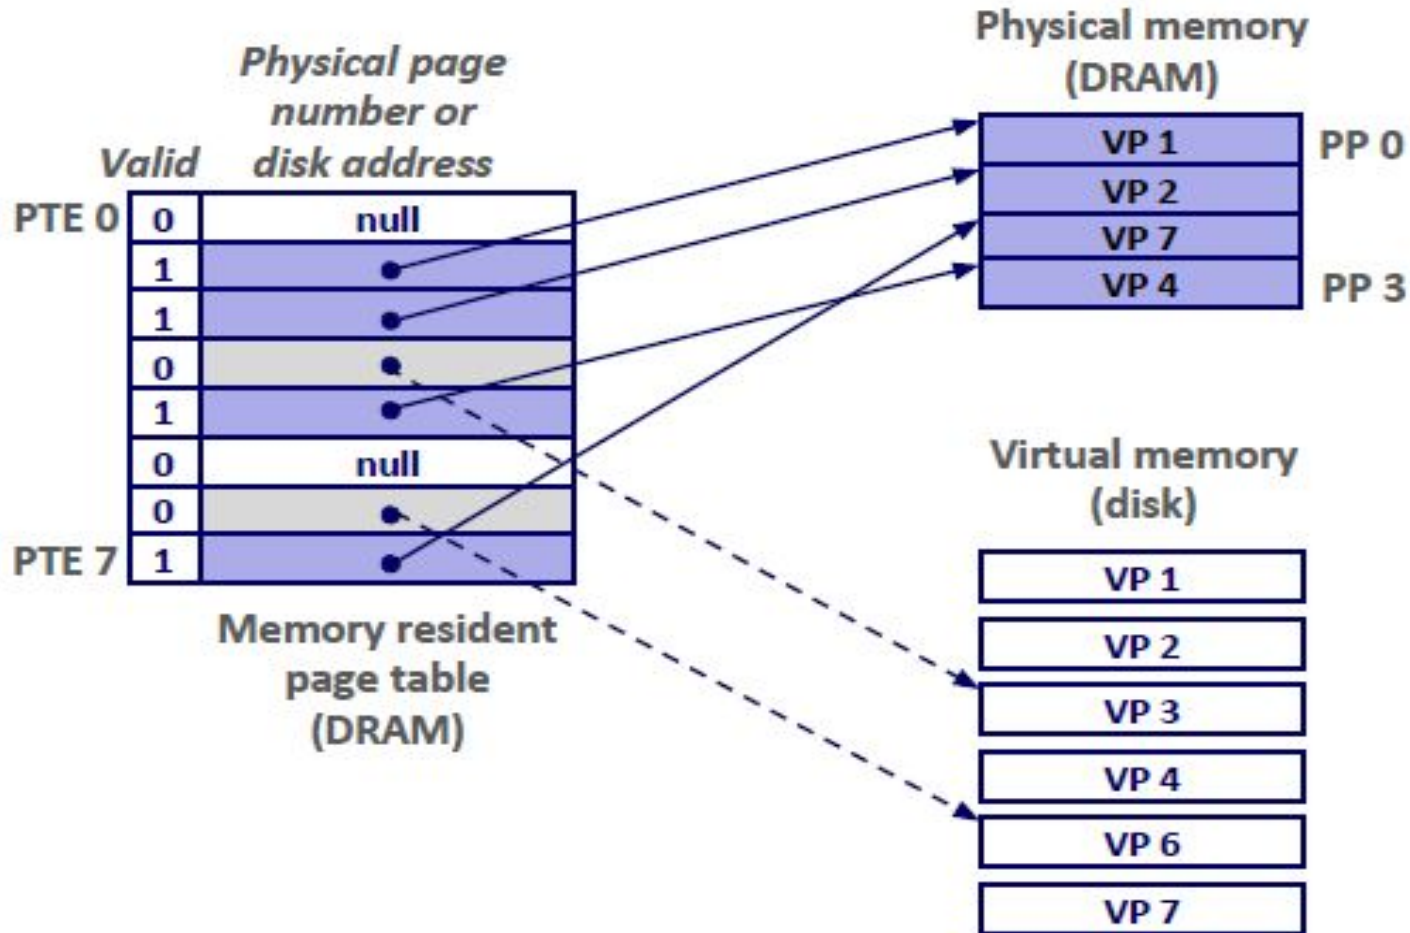 Physical page
number or
disk address
Valid
PTE 0
0
null
1
1
0
1
0
null
0
PTE 7
1
Memory resident
page table
(DRAM)
Physical memory
(DRAM)
VP 1
PP 0
VP 2
VP 7
VP 4
PP 3
Virtual memory
(disk)
VP 1
VP 2
VP 3
VP 4
VP 6
VP 7